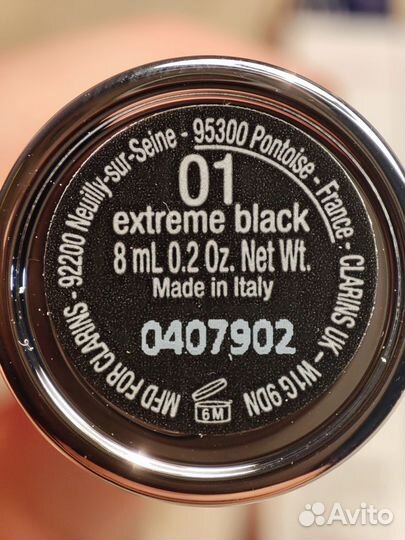 MFD FOR CLARINS - 92200 Neuilly-sur-Seine - 95300 Pontoise - France - CLARINS UK - W1G 9DN
01
extreme black
8 mL 0.2 Oz. Net Wt.
Made in Italy
0407902
6M
Avito